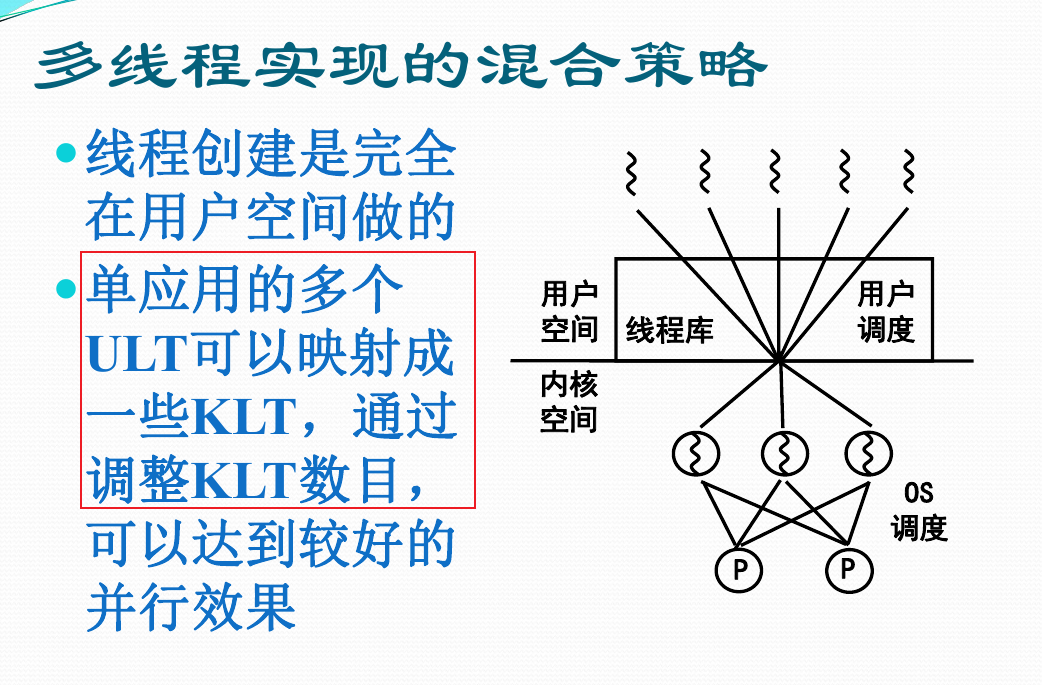 多线程实现的混合策略
线程创建是完全
在用户空间做的
单应用的多个
ULT可以映射成
一些KLT，通过
调整KLT数目，
可以达到较好的
并行效果
用户
空间
线程库
用户
调度
内核
空间
OS
调度
P
P